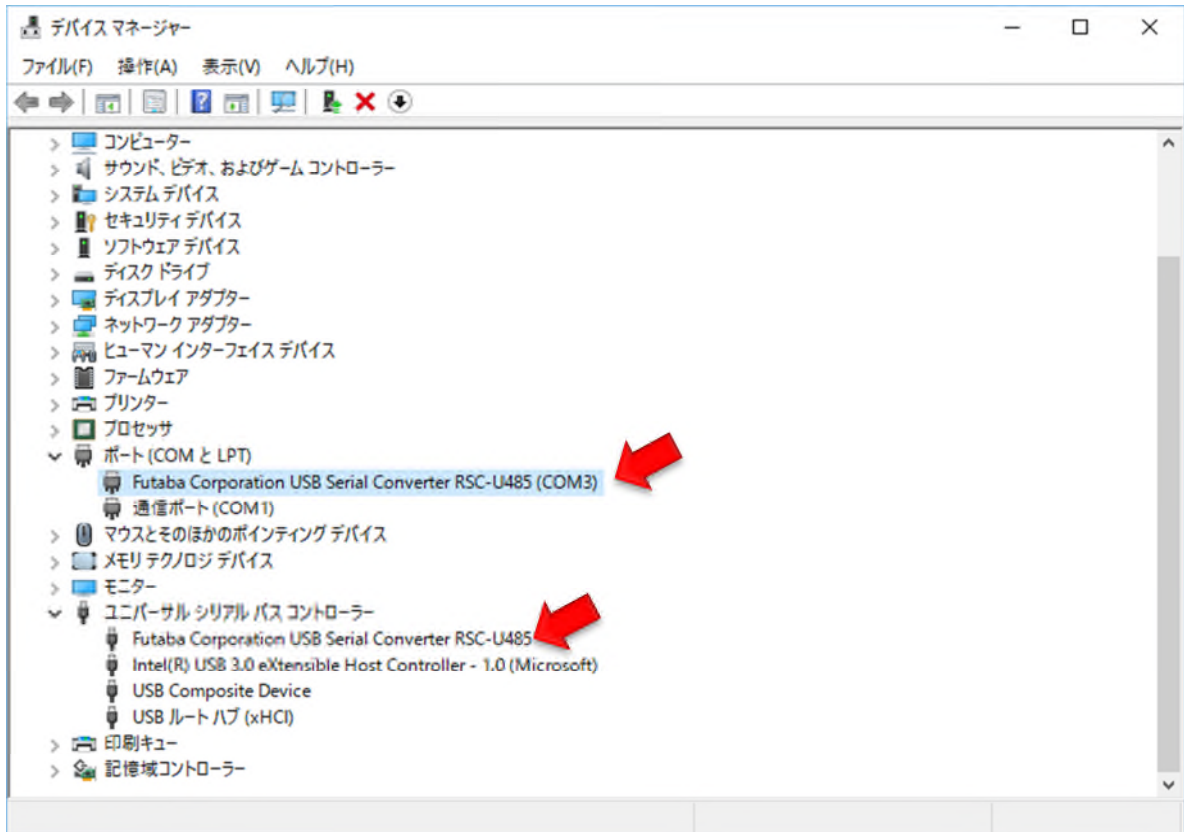 デバイス マネージャー
ファイル(F) 操作(A) 表示(V) ヘルプ(H)
コンピューター
サウンド、ビデオ、およびゲーム コントローラー
システム デバイス
セキュリティ デバイス
ソフトウェア デバイス
ディスク ドライブ
ディスプレイ アダプター
ネットワーク アダプター
ヒューマン インターフェイス デバイス
ファームウェア
プリンター
プロセッサ
ポート (COM と LPT)
Futaba Corporation USB Serial Converter RSC-U485 (COM3)
通信ポート (COM1)
マウスとそのほかのポインティング デバイス
メモリ テクノロジ デバイス
モニター
ユニバーサル シリアル バス コントローラー
Futaba Corporation USB Serial Converter RSC-U485
Intel(R) USB 3.0 eXtensible Host Controller - 1.0 (Microsoft)
USB Composite Device
USB ルート ハブ (xHCI)
印刷キュー
記憶域コントローラー